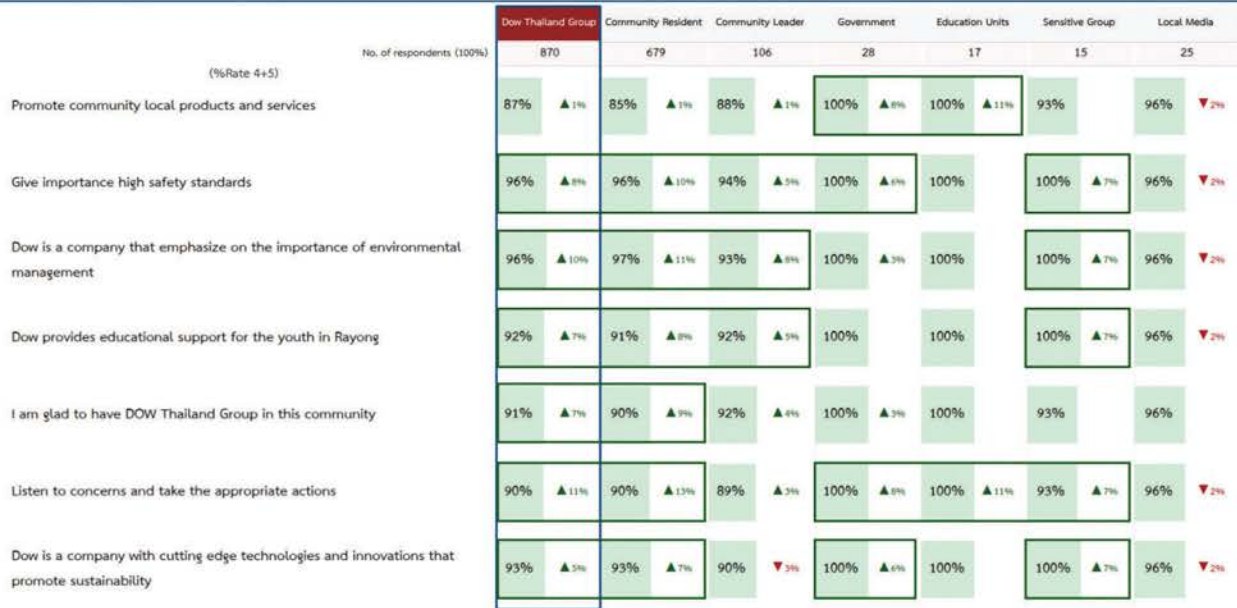 Dow Thailand Group Community Resident Community Leader Government Education Units Sensitive Group Local Media
No. of respondents (100%) 870 679 106 28 17 15 25
(%Rate 4+5)
Promote community local products and services 87% ▲1% 85% ▲1% 88% ▲1% 100% ▲8% 100% ▲11% 93% 96% ▼2%
Give importance high safety standards 96% ▲8% 96% ▲10% 94% ▲5% 100% ▲6% 100% 100% ▲7% 96% ▼2%
Dow is a company that emphasize on the importance of environmental
management 96% ▲10% 97% ▲11% 93% ▲8% 100% ▲3% 100% 100% ▲7% 96% ▼2%
Dow provides educational support for the youth in Rayong 92% ▲7% 91% ▲8% 92% ▲5% 100% 100% 100% ▲7% 96% ▼2%
I am glad to have DOW Thailand Group in this community 91% ▲7% 90% ▲9% 92% ▲4% 100% ▲3% 100% 93% 96%
Listen to concerns and take the appropriate actions 90% ▲11% 90% ▲13% 89% ▲3% 100% 100% ▲11% 93% ▲7% 96% ▼2%
Dow is a company with cutting edge technologies and innovations that
promote sustainability 93% ▲5% 93% ▲7% 90% ▼3% 100% ▲6% 100% 100% ▲7% 96% ▼2%